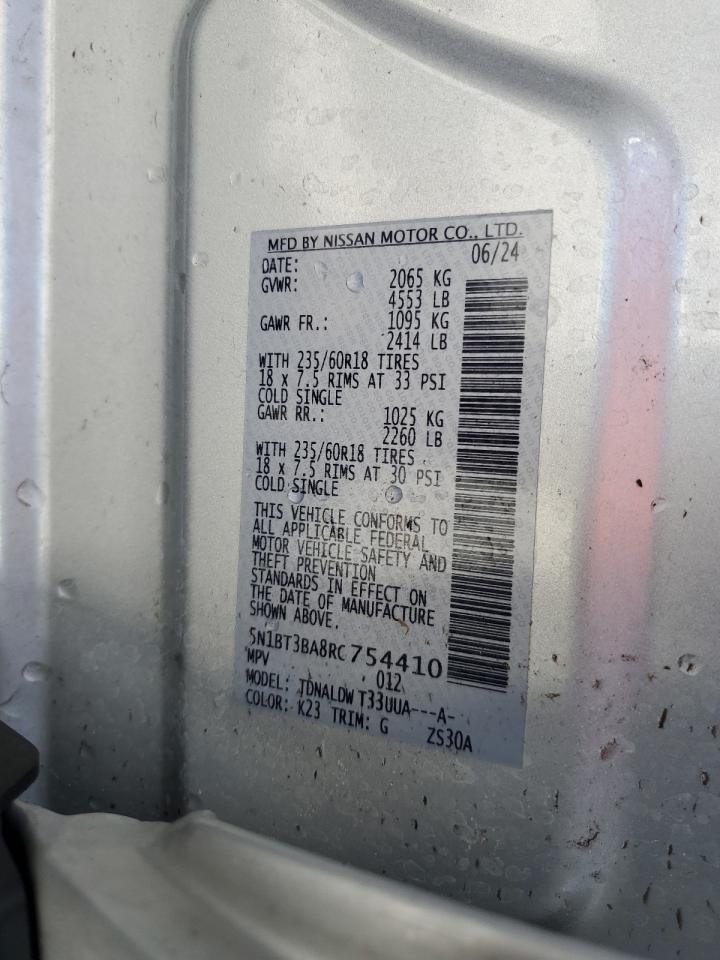 MFD BY NISSAN MOTOR CO., LTD.
DATE: 06/24
GVWR: 2065 KG
4553 LB
GAWR FR.: 1095 KG
2414 LB
WITH 235/60R18 TIRES
18 x 7.5 RIMS AT 33 PSI
COLD SINGLE
GAWR RR.: 1025 KG
2260 LB
WITH 235/60R18 TIRES
18 x 7.5 RIMS AT 30 PSI
COLD SINGLE
THIS VEHICLE CONFORMS TO
ALL APPLICABLE FEDERAL
MOTOR VEHICLE SAFETY AND
THEFT PREVENTION
STANDARDS IN EFFECT ON
THE DATE OF MANUFACTURE
SHOWN ABOVE.
5N1BT3BA8RC754410
MPV 012
MODEL: TDNALDW T33UUA---A-
COLOR: K23 TRIM: G ZS30A